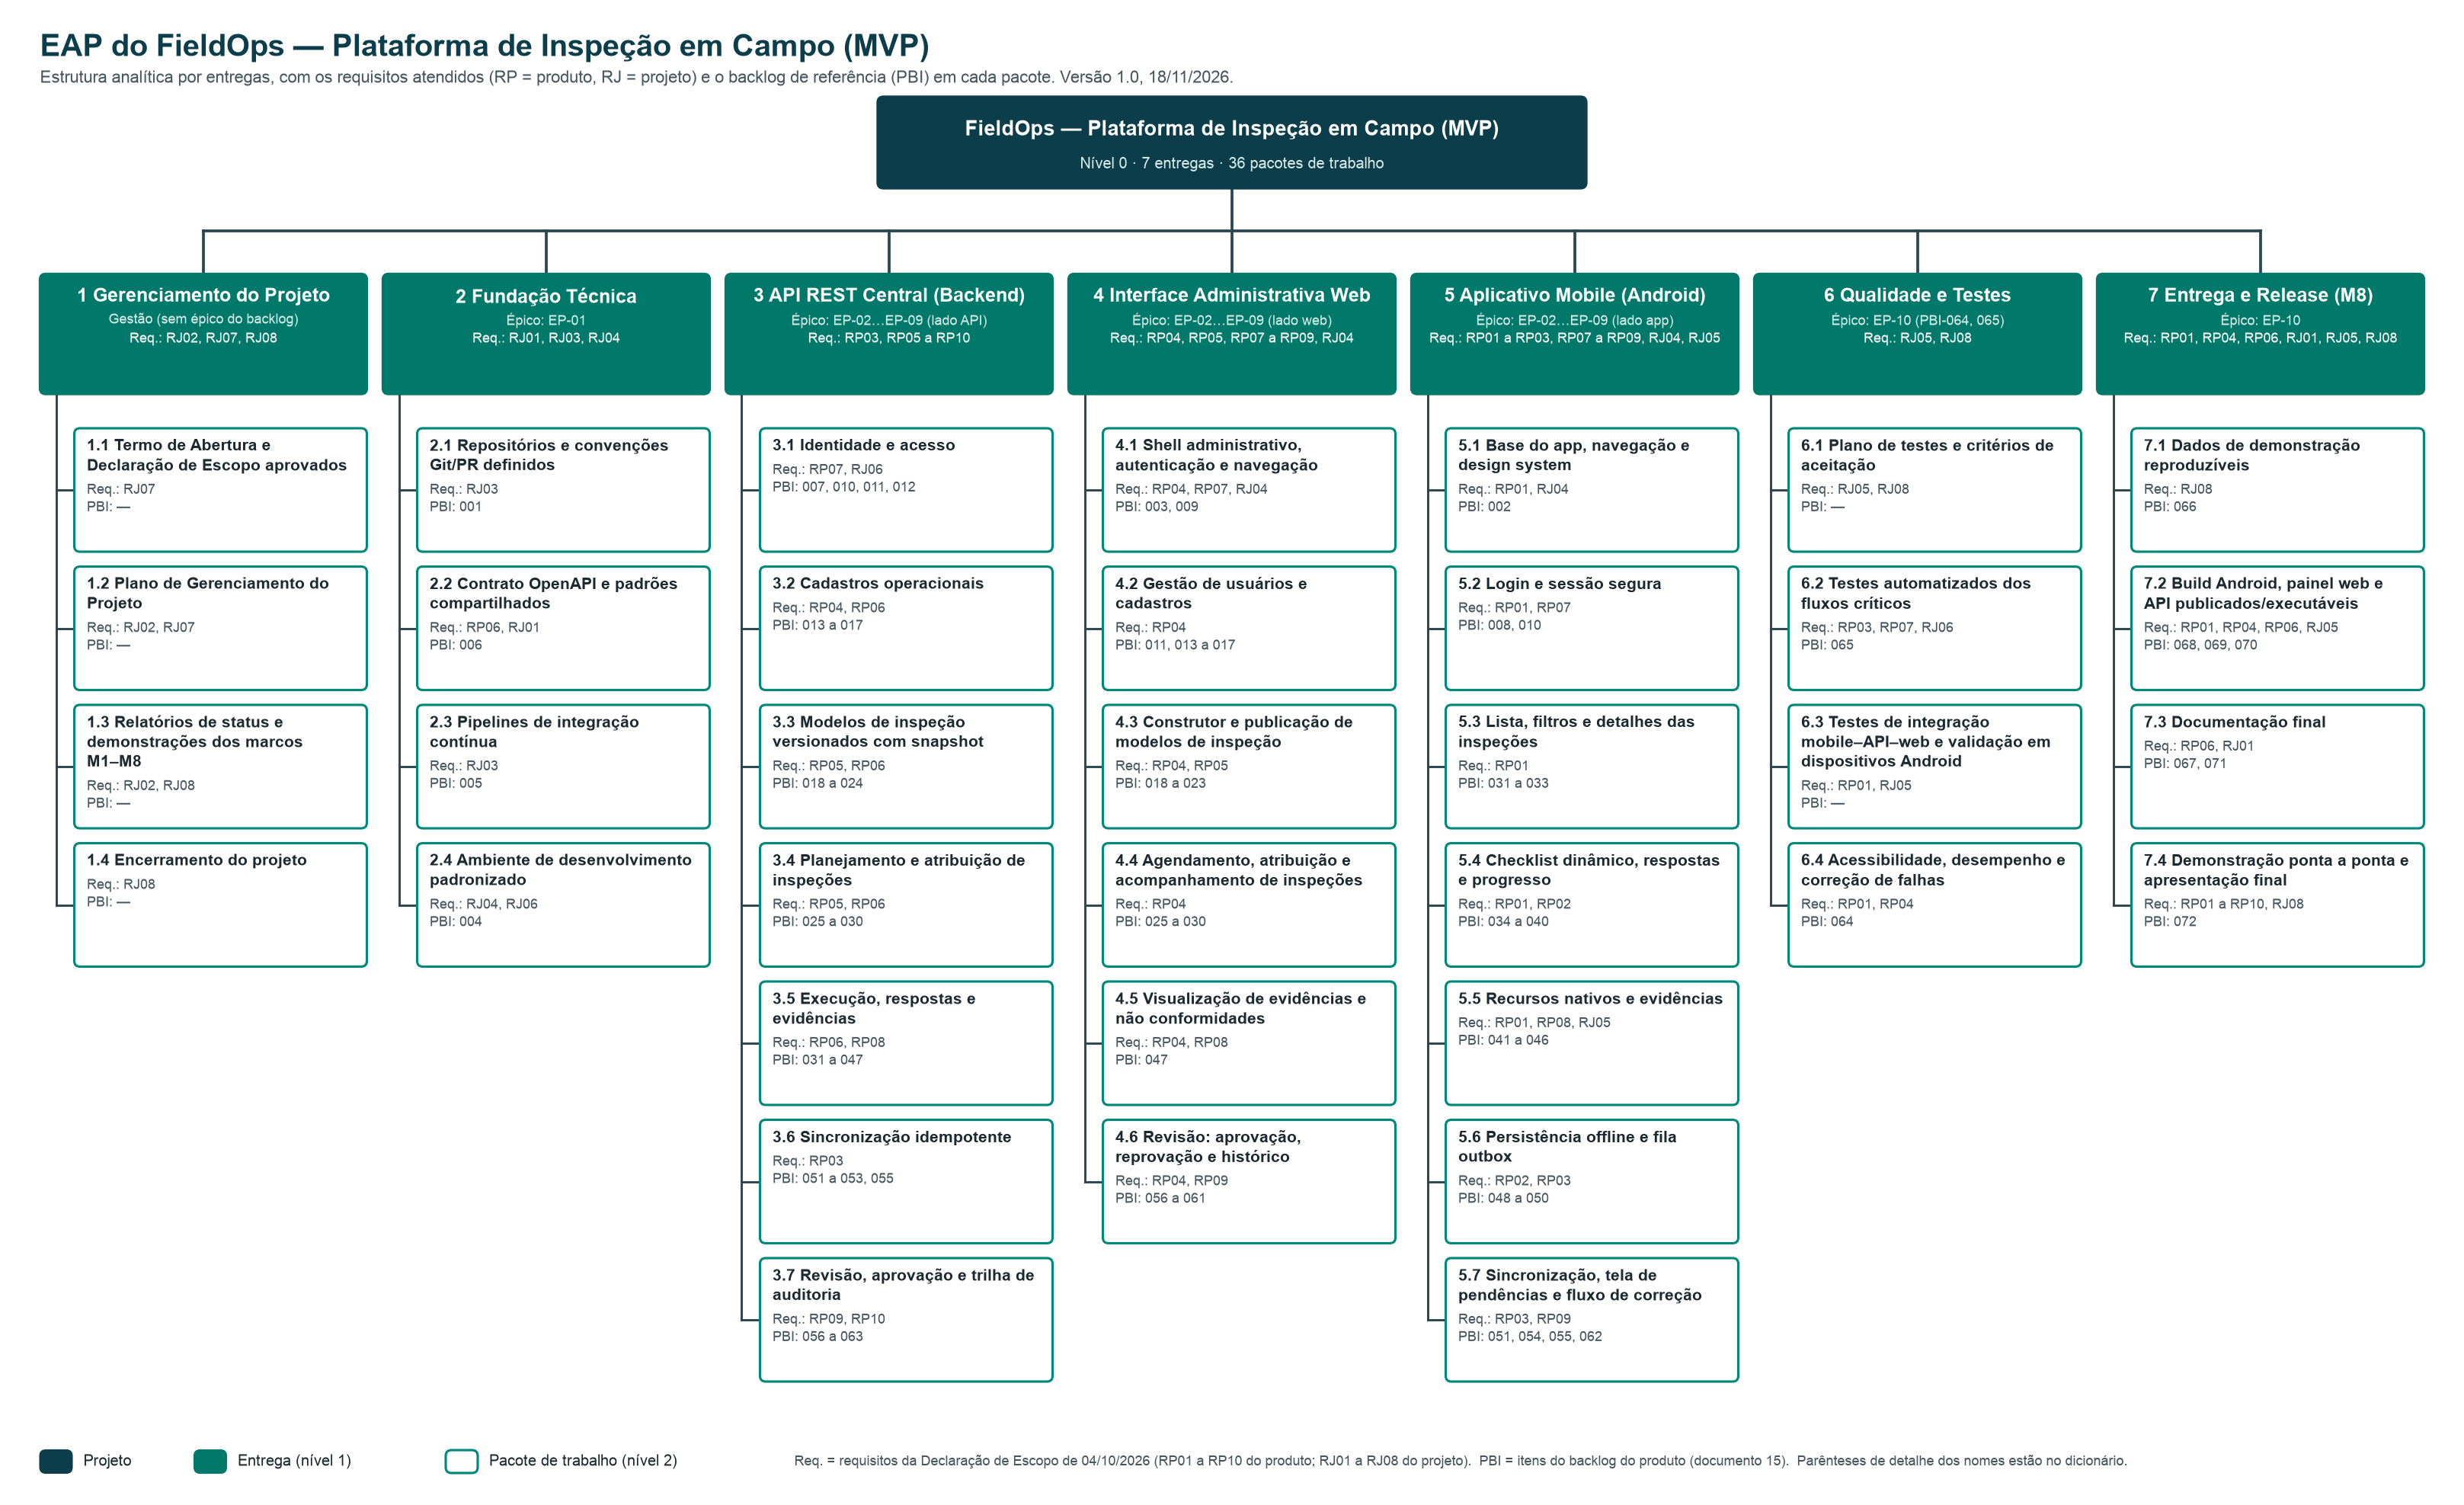 EAP do FieldOps — Plataforma de Inspeção em Campo (MVP)
Estrutura analítica por entregas, com os requisitos atendidos (RP = produto, RJ = projeto) e o backlog de referência (PBI) em cada pacote. Versão 1.0, 18/11/2026.
FieldOps — Plataforma de Inspeção em Campo (MVP)
Nível 0 · 7 entregas · 36 pacotes de trabalho
1 Gerenciamento do Projeto
Gestão (sem épico do backlog)
Req.: RJ02, RJ07, RJ08
1.1 Termo de Abertura e
Declaração de Escopo aprovados
Req.: RJ07
PBI: —
1.2 Plano de Gerenciamento do
Projeto
Req.: RJ02, RJ07
PBI: —
1.3 Relatórios de status e
demonstrações dos marcos
M1–M8
Req.: RJ02, RJ08
PBI: —
1.4 Encerramento do projeto
Req.: RJ08
PBI: —
2 Fundação Técnica
Épico: EP-01
Req.: RJ01, RJ03, RJ04
2.1 Repositórios e convenções
Git/PR definidos
Req.: RJ03
PBI: 001
2.2 Contrato OpenAPI e padrões
compartilhados
Req.: RP06, RJ01
PBI: 006
2.3 Pipelines de integração
contínua
Req.: RJ03
PBI: 005
2.4 Ambiente de desenvolvimento
padronizado
Req.: RJ04, RJ06
PBI: 004
3 API REST Central (Backend)
Épico: EP-02…EP-09 (lado API)
Req.: RP03, RP05 a RP10
3.1 Identidade e acesso
Req.: RP07, RJ06
PBI: 007, 010, 011, 012
3.2 Cadastros operacionais
Req.: RP04, RP06
PBI: 013 a 017
3.3 Modelos de inspeção
versionados com snapshot
Req.: RP05, RP06
PBI: 018 a 024
3.4 Planejamento e atribuição de
inspeções
Req.: RP05, RP06
PBI: 025 a 030
3.5 Execução, respostas e
evidências
Req.: RP06, RP08
PBI: 031 a 047
3.6 Sincronização idempotente
Req.: RP03
PBI: 051 a 053, 055
3.7 Revisão, aprovação e trilha de
auditoria
Req.: RP09, RP10
PBI: 056 a 063
4 Interface Administrativa Web
Épico: EP-02…EP-09 (lado web)
Req.: RP04, RP05, RP07 a RP09, RJ04
4.1 Shell administrativo,
autenticação e navegação
Req.: RP04, RP07, RJ04
PBI: 003, 009
4.2 Gestão de usuários e
cadastros
Req.: RP04
PBI: 011, 013 a 017
4.3 Construtor e publicação de
modelos de inspeção
Req.: RP04, RP05
PBI: 018 a 023
4.4 Agendamento, atribuição e
acompanhamento de inspeções
Req.: RP04
PBI: 025 a 030
4.5 Visualização de evidências e
não conformidades
Req.: RP04, RP08
PBI: 047
4.6 Revisão: aprovação,
reprovação e histórico
Req.: RP04, RP09
PBI: 056 a 061
5 Aplicativo Mobile (Android)
Épico: EP-02…EP-09 (lado app)
Req.: RP01 a RP03, RP07 a RP09, RJ04, RJ05
5.1 Base do app, navegação e
design system
Req.: RP01, RJ04
PBI: 002
5.2 Login e sessão segura
Req.: RP01, RP07
PBI: 008, 010
5.3 Lista, filtros e detalhes das
inspeções
Req.: RP01
PBI: 031 a 033
5.4 Checklist dinâmico, respostas
e progresso
Req.: RP01, RP02
PBI: 034 a 040
5.5 Recursos nativos e evidências
Req.: RP01, RP08, RJ05
PBI: 041 a 046
5.6 Persistência offline e fila
outbox
Req.: RP02, RP03
PBI: 048 a 050
5.7 Sincronização, tela de
pendências e fluxo de correção
Req.: RP03, RP09
PBI: 051, 054, 055, 062
6 Qualidade e Testes
Épico: EP-10 (PBI-064, 065)
Req.: RJ05, RJ08
6.1 Plano de testes e critérios de
aceitação
Req.: RJ05, RJ08
PBI: —
6.2 Testes automatizados dos
fluxos críticos
Req.: RP03, RP07, RJ06
PBI: 065
6.3 Testes de integração
mobile–API–web e validação em
dispositivos Android
Req.: RP01, RJ05
PBI: —
6.4 Acessibilidade, desempenho e
correção de falhas
Req.: RP01, RP04
PBI: 064
7 Entrega e Release (M8)
Épico: EP-10
Req.: RP01, RP04, RP06, RJ01, RJ05, RJ08
7.1 Dados de demonstração
reproduzíveis
Req.: RJ08
PBI: 066
7.2 Build Android, painel web e
API publicados/executáveis
Req.: RP01, RP04, RP06, RJ05
PBI: 068, 069, 070
7.3 Documentação final
Req.: RP06, RJ01
PBI: 067, 071
7.4 Demonstração ponta a ponta e
apresentação final
Req.: RP01 a RP10, RJ08
PBI: 072
Projeto
Entrega (nível 1)
Pacote de trabalho (nível 2)
Req. = requisitos da Declaração de Escopo de 04/10/2026 (RP01 a RP10 do produto; RJ01 a RJ08 do projeto). PBI = itens do backlog do produto (documento 15). Parênteses de detalhe dos nomes estão no dicionário.